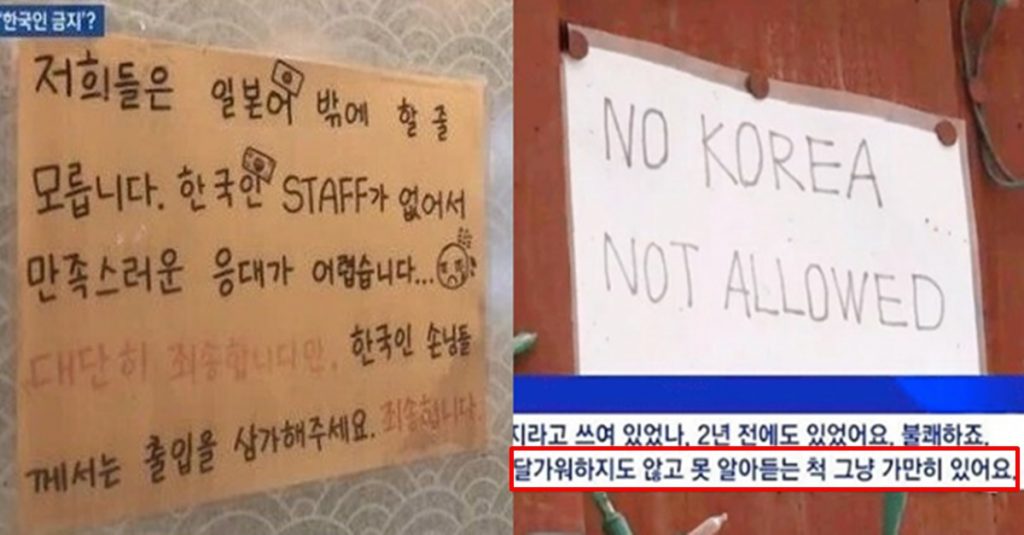 '한국인 금지'?
저희들은 일본어 밖에 할 줄
모릅니다. 한국인 STAFF가 없어서
만족스러운 응대가 어렵습니다...
대단히 죄송합니다만, 한국인 손님들
께서는 출입을 삼가해주세요. 죄송합니다.
NO KOREA
NOT ALLOWED
지라고 쓰여 있었나, 2년 전에도 있었어요. 불쾌하죠.
달가워하지도 않고 못 알아듣는 척 그냥 가만히 있어요.